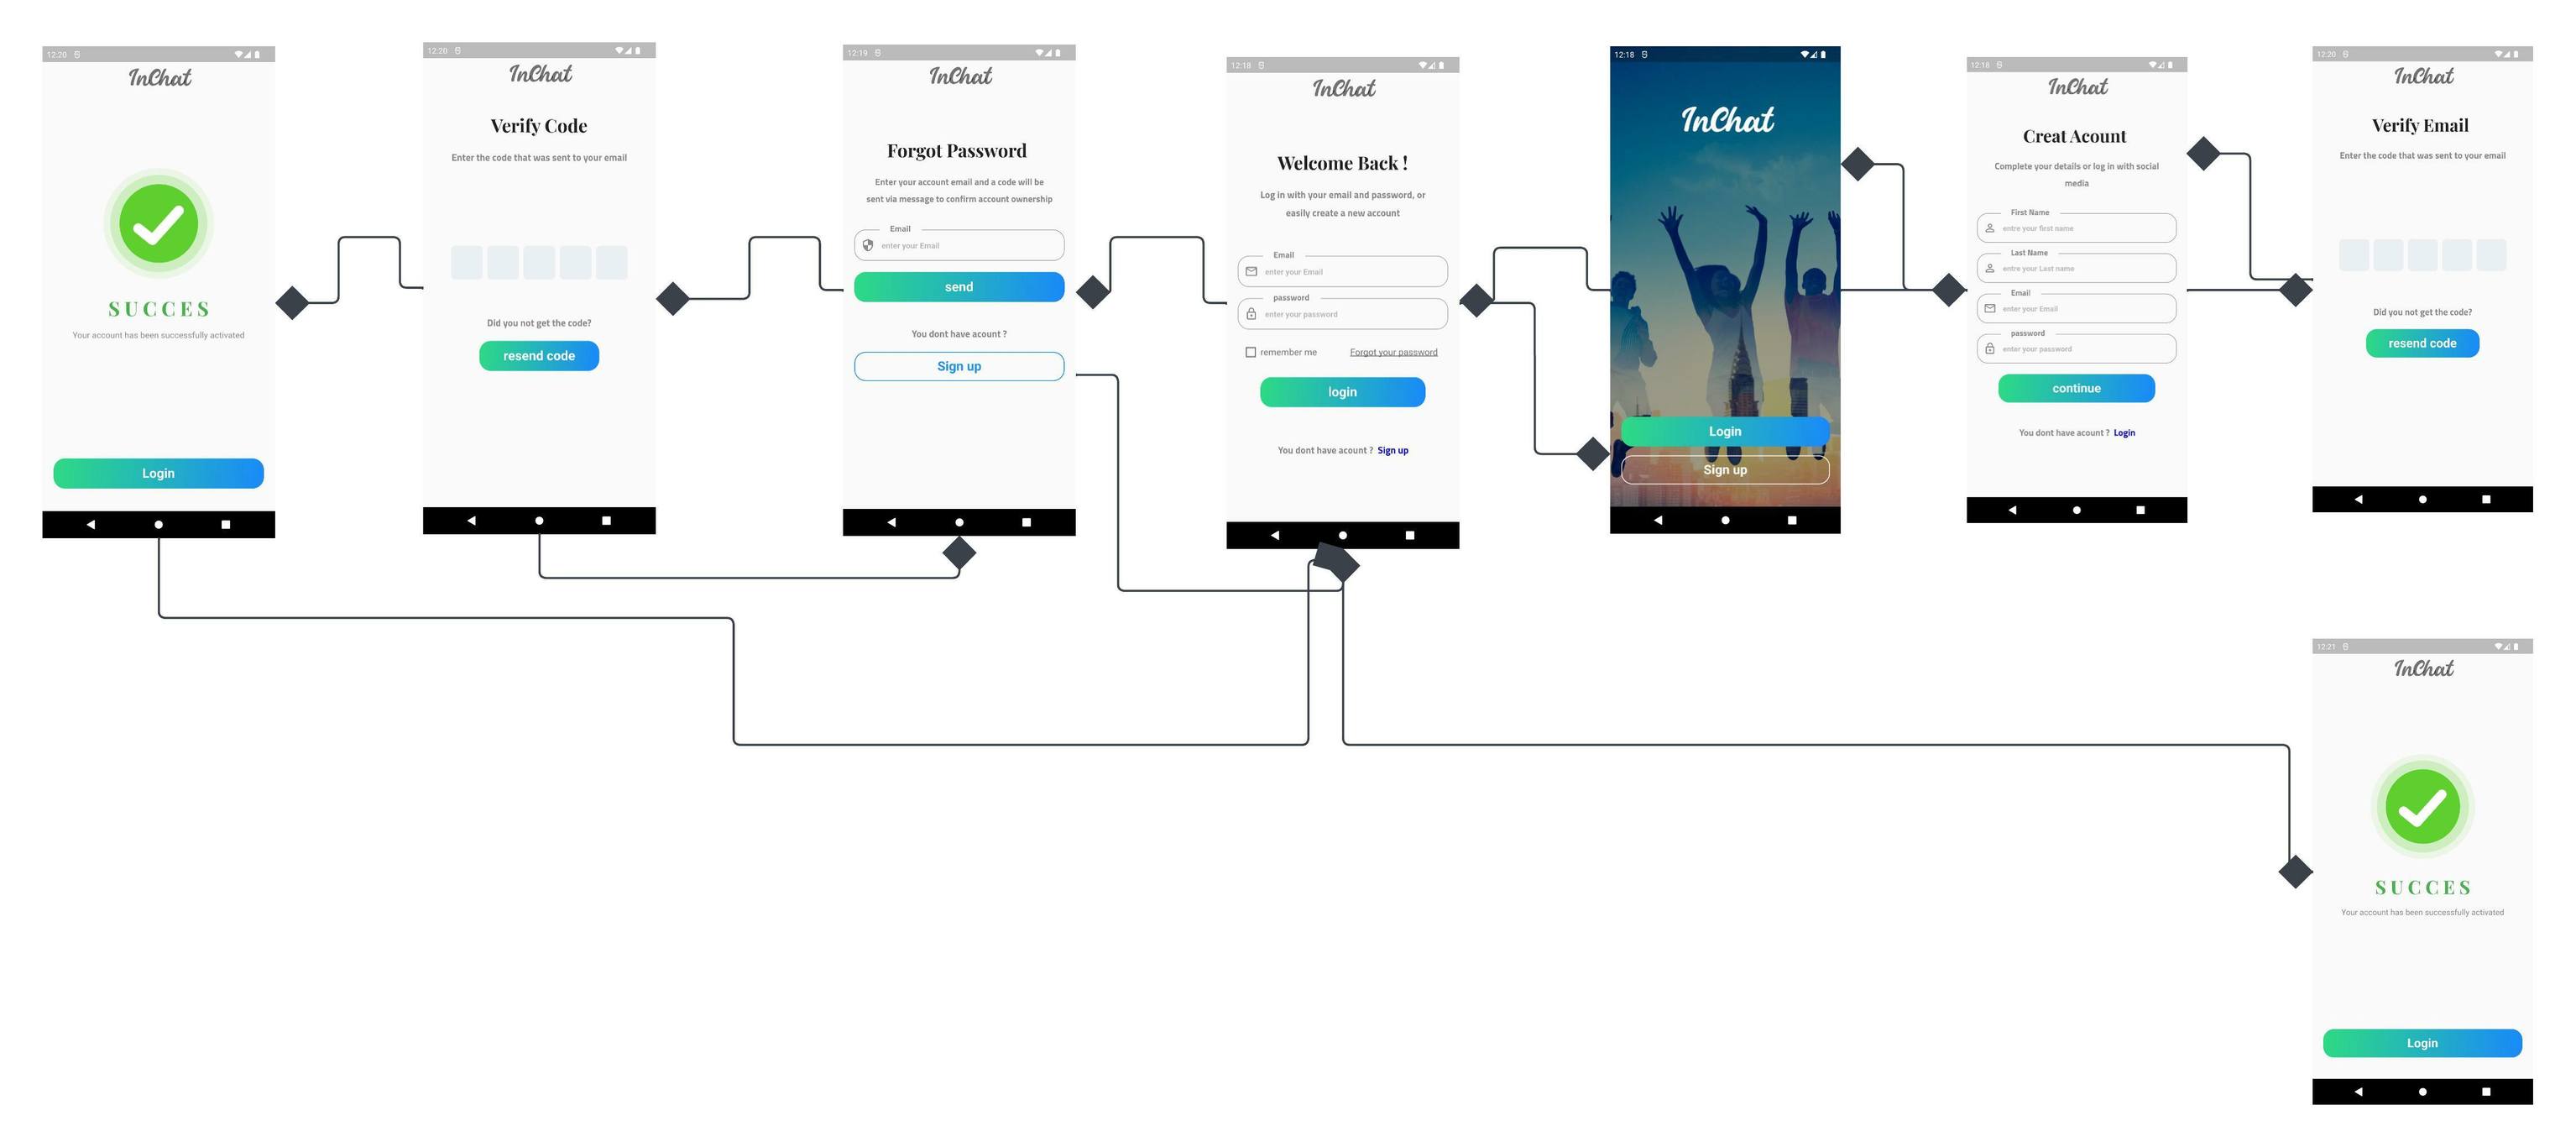 12:20
InChat
SUCCES
Your account has been successfully activated
Login
12:20
InChat
Verify Code
Enter the code that was sent to your email
Did you not get the code?
resend code
12:19
InChat
Forgot Password
Enter your account email and a code will be
sent via message to confirm account ownership
Email
enter your Email
send
You dont have acount ?
Sign up
12:18
InChat
Welcome Back !
Log in with your email and password, or
easily create a new account
Email
enter your Email
password
enter your password
remember me Forgot your password
login
You dont have acount ? Sign up
12:18
InChat
Login
Sign up
12:18
InChat
Creat Acount
Complete your details or log in with social
media
First Name
entre your first name
Last Name
entre your Last name
Email
enter your Email
password
enter your password
continue
You dont have acount ? Login
12:20
InChat
Verify Email
Enter the code that was sent to your email
Did you not get the code?
resend code
12:21
InChat
SUCCES
Your account has been successfully activated
Login